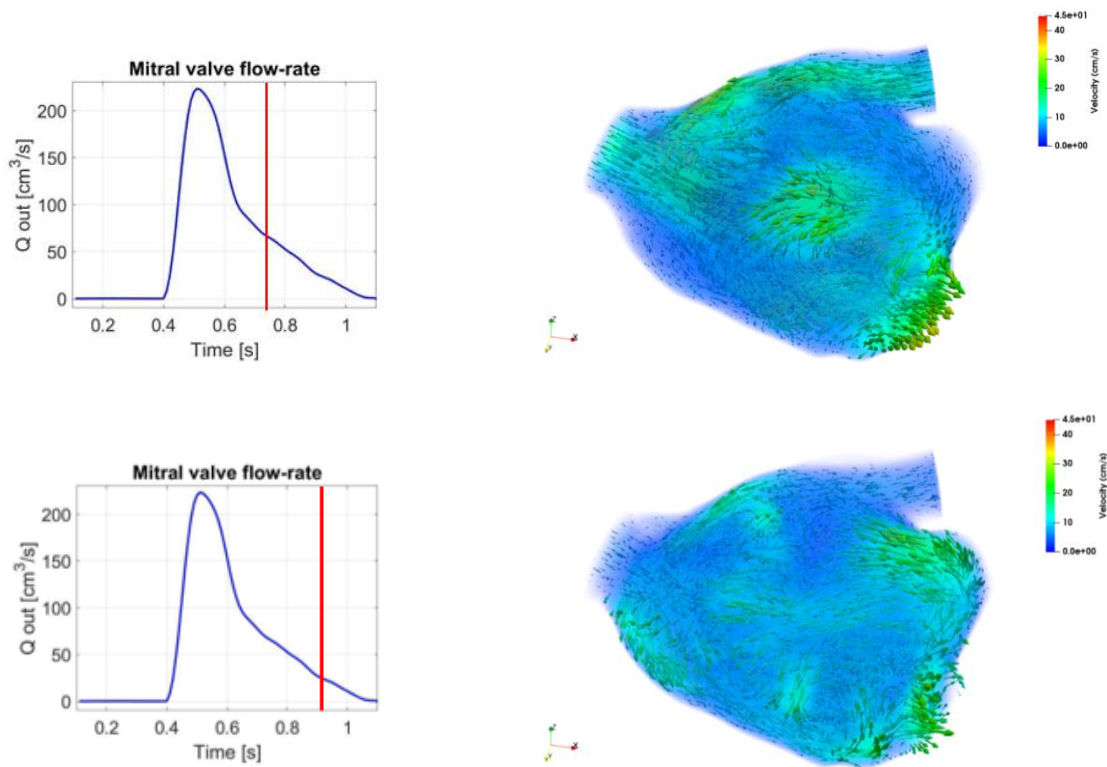 Mitral valve flow-rate
Q out [cm³/s]
200
150
100
50
0
0.2 0.4 0.6 0.8 1
Time [s]
4.5e+01
40
30
20
10
0.0e+00
Velocity (cm/s)
Z
X
Y
Mitral valve flow-rate
Q out [cm³/s]
200
150
100
50
0
0.2 0.4 0.6 0.8 1
Time [s]
4.5e+01
40
30
20
10
0.0e+00
Velocity (cm/s)
Z
X
Y